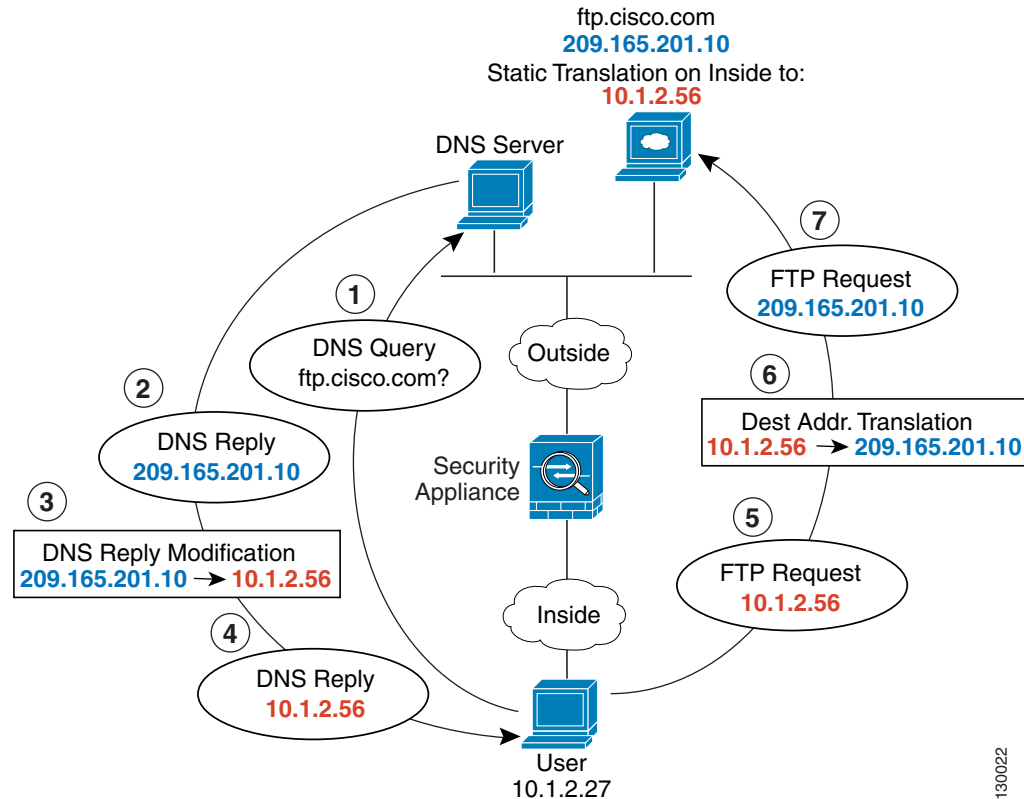 ftp.cisco.com
209.165.201.10
Static Translation on Inside to:
10.1.2.56
DNS Server
7
FTP Request
209.165.201.10
1
DNS Query
ftp.cisco.com?
Outside
2
DNS Reply
209.165.201.10
6
Dest Addr. Translation
10.1.2.56 → 209.165.201.10
Security
Appliance
3
DNS Reply Modification
209.165.201.10 → 10.1.2.56
5
FTP Request
10.1.2.56
Inside
4
DNS Reply
10.1.2.56
User
10.1.2.27
130022